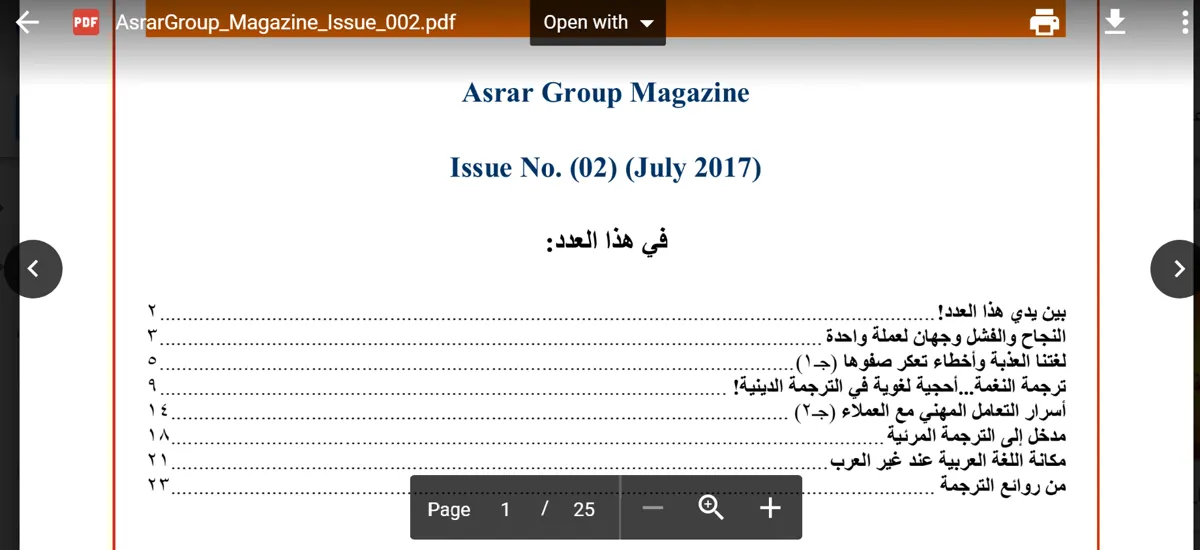 AsrarGroup_Magazine_Issue_002.pdf
Open with
Asrar Group Magazine
Issue No. (02) (July 2017)
في هذا العدد:
بين يدي هذا العدد! ٢
النجاح والفشل وجهان لعملة واحدة ٣
لغتنا العذبة وأخطاء تعكر صفوها (جـ١) ٥
ترجمة النغمة...أحجية لغوية في الترجمة الدينية! ٩
أسرار التعامل المهني مع العملاء (جـ٢) ١٤
مدخل إلى الترجمة المرئية ١٨
مكانة اللغة العربية عند غير العرب ٢١
من روائع الترجمة ٢٣
Page 1 / 25